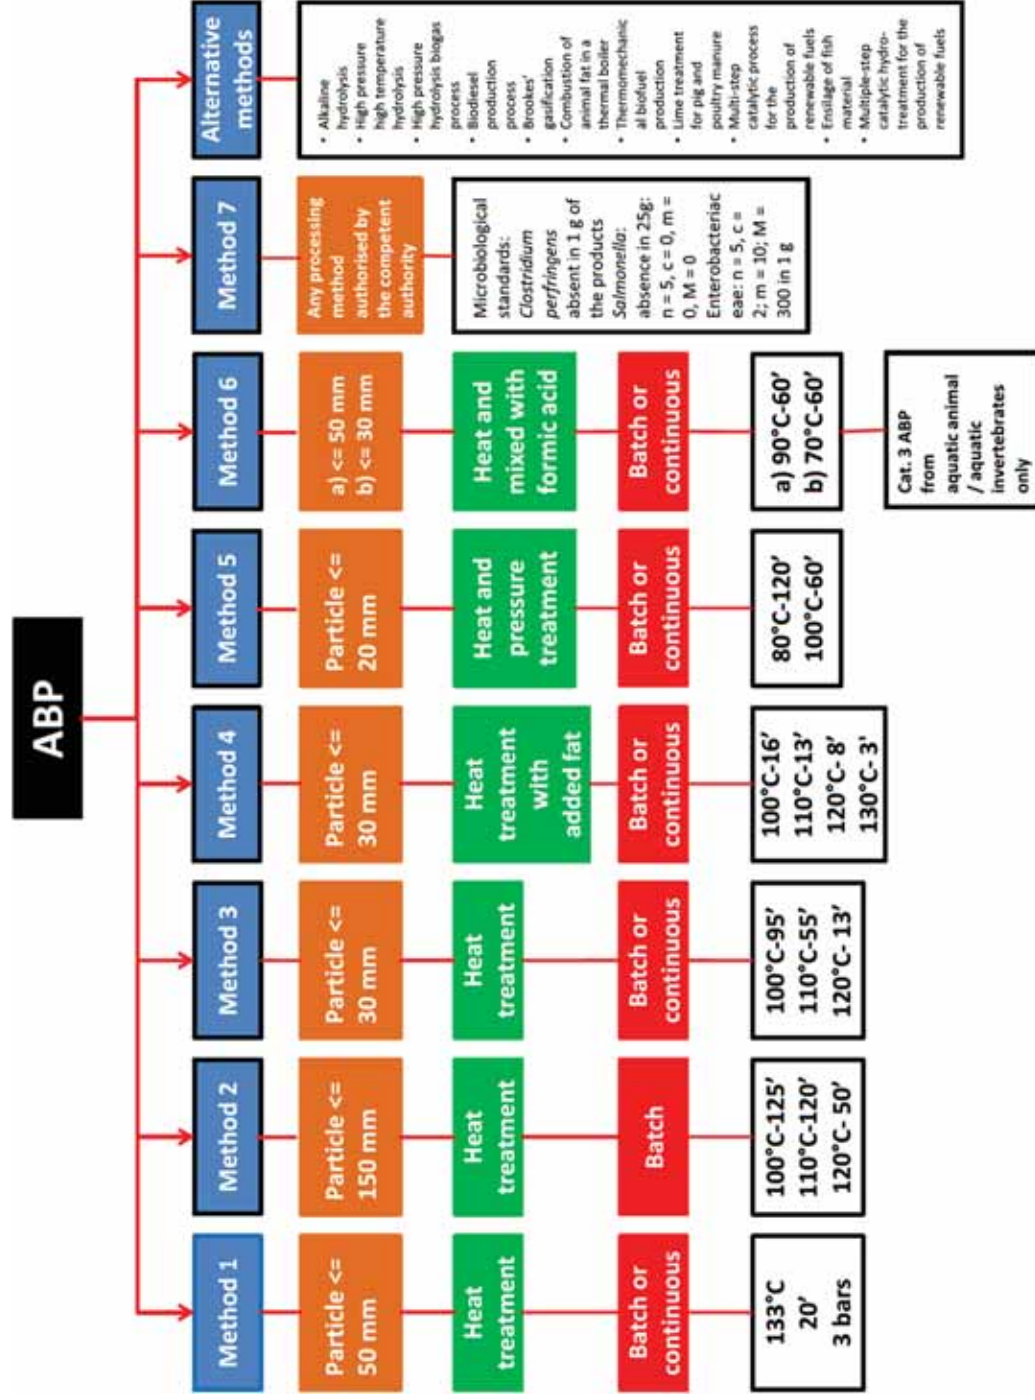 ABP
Method 1
Particle <=
50 mm
Heat
treatment
Batch or
continuous
133°C
20’
3 bars
Method 2
Particle <=
150 mm
Heat
treatment
Batch
100°C-125’
110°C-120’
120°C- 50’
Method 3
Particle <=
30 mm
Heat
treatment
Batch or
continuous
100°C-95’
110°C-55’
120°C- 13’
Method 4
Particle <=
30 mm
Heat
treatment
with
added fat
Batch or
continuous
100°C-16’
110°C-13’
120°C- 8’
130°C- 3'
Method 5
Particle <=
20 mm
Heat and
pressure
treatment
Batch or
continuous
80°C-120’
100°C-60’
Method 6
a) <= 50 mm
b) <= 30 mm
Heat and
mixed with
formic acid
Batch or
continuous
a) 90°C-60’
b) 70°C-60’
Cat. 3 ABP
from
aquatic animal
/ aquatic
invertebrates
only
Method 7
Any processing
method
authorised by
the competent
authority
Microbiological
standards:
Clostridium
perfringens
absent in 1 g of
the products
Salmonella:
absence in 25g:
n = 5, c = 0, m =
0, M = 0
Enterobacteriac
eae: n = 5, c =
2; m = 10; M =
300 in 1 g
Alternative
methods
• Alkaline
hydrolysis
• High pressure
high temperature
hydrolysis
• High pressure
hydrolysis biogas
process
• Biodiesel
production
process
• Brookes’
gasification
• Combustion of
animal fat in a
thermal boiler
• Thermomechanic
al biofuel
production
• Lime treatment
for pig and
poultry manure
• Multi-step
catalytic process
for the
production of
renewable fuels
• Ensilage of fish
material
• Multiple-step
catalytic hydro-
treatment for the
production of
renewable fuels